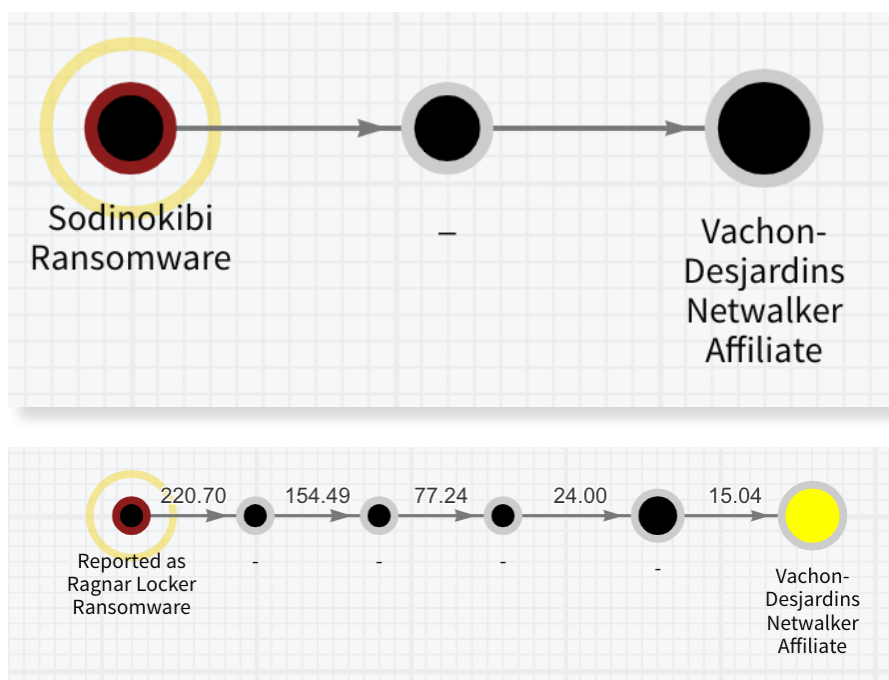 Sodinokibi
Ransomware
–
Vachon-
Desjardins
Netwalker
Affiliate
220.70 154.49 77.24 24.00 15.04
Reported as
Ragnar Locker
Ransomware
-
-
-
-
Vachon-
Desjardins
Netwalker
Affiliate